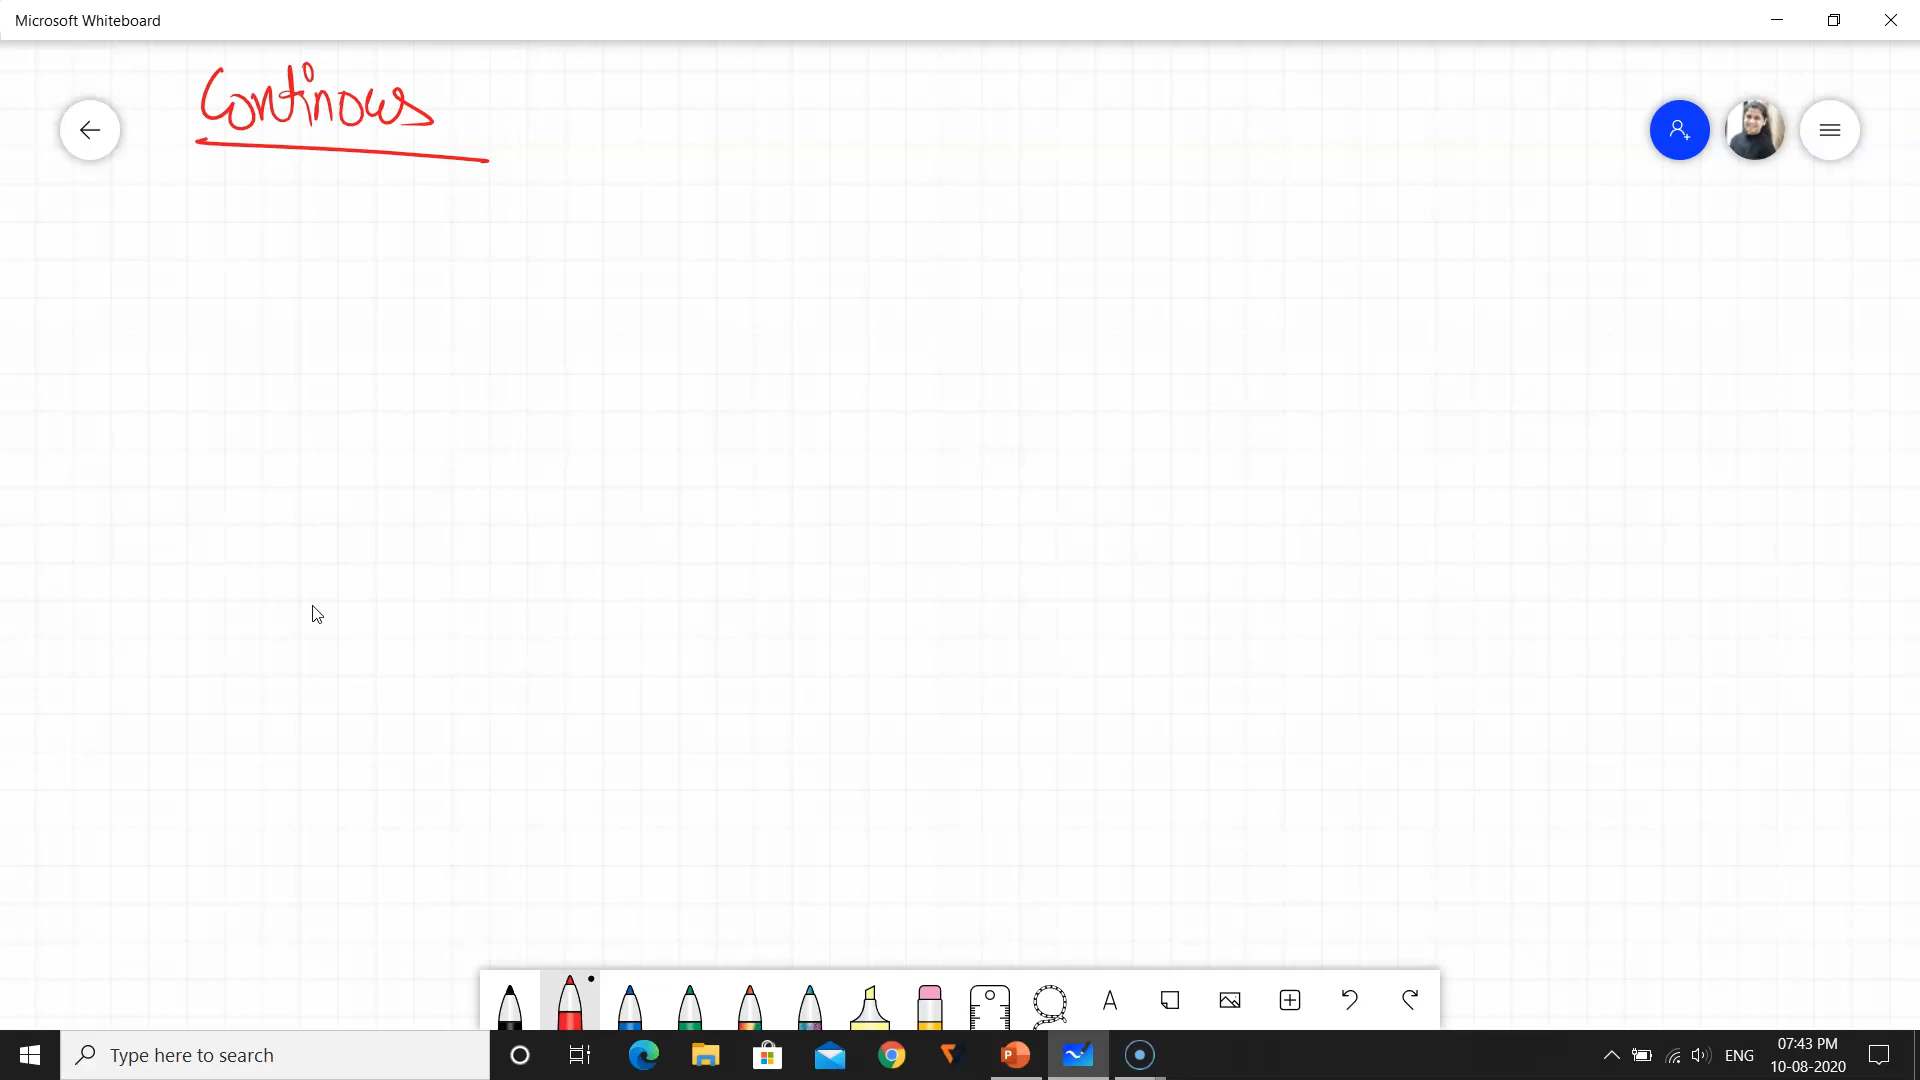 Microsoft Whiteboard
Continous
A
Type here to search
ENG
07:43 PM
10-08-2020